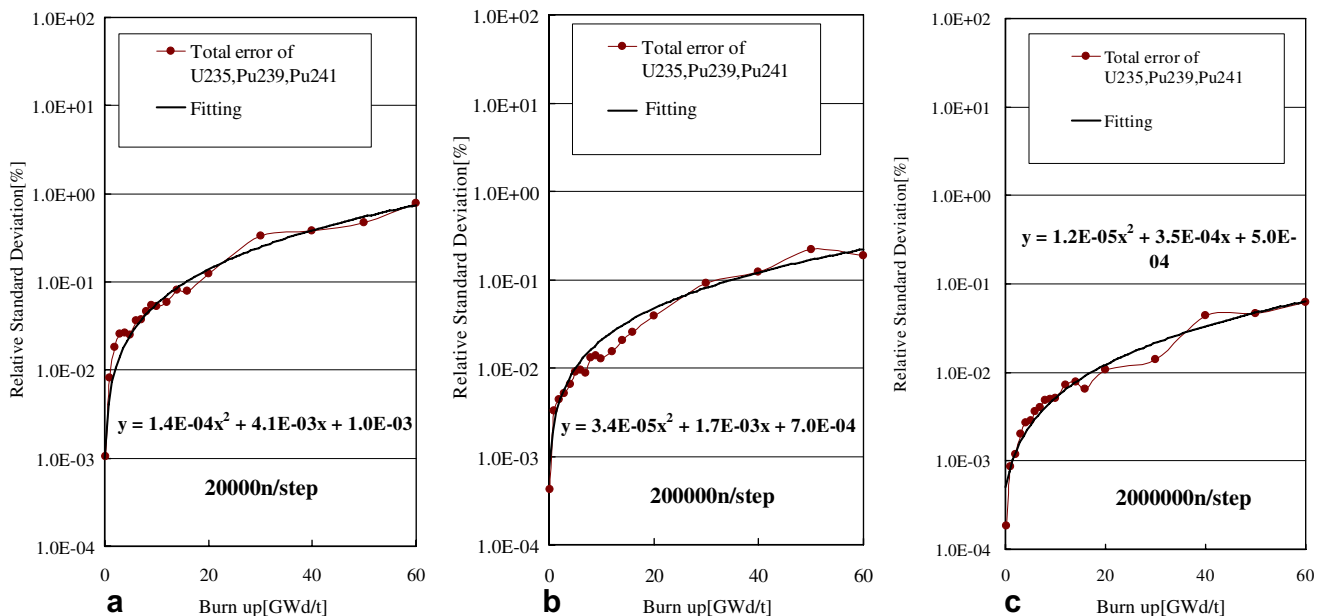 1.0E+02
1.0E+01
1.0E+00
1.0E-01
1.0E-02
1.0E-03
1.0E-04
Relative Standard Deviation[%]
Total error of
U235,Pu239,Pu241
Fitting
y = 1.4E-04x² + 4.1E-03x + 1.0E-03
20000n/step
0 20 40 60
a Burn up[GWd/t]
1.0E+02
1.0E+01
1.0E+00
1.0E-01
1.0E-02
1.0E-03
1.0E-04
Relative Standard Deviation[%]
Total error of
U235,Pu239,Pu241
Fitting
y = 3.4E-05x² + 1.7E-03x + 7.0E-04
200000n/step
0 20 40 60
b Burn up[GWd/t]
1.0E+02
1.0E+01
1.0E+00
1.0E-01
1.0E-02
1.0E-03
1.0E-04
Relative Standard Deviation[%]
Total error of
U235,Pu239,Pu241
Fitting
y = 1.2E-05x² + 3.5E-04x + 5.0E-
04
2000000n/step
0 20 40 60
c Burn up[GWd/t]